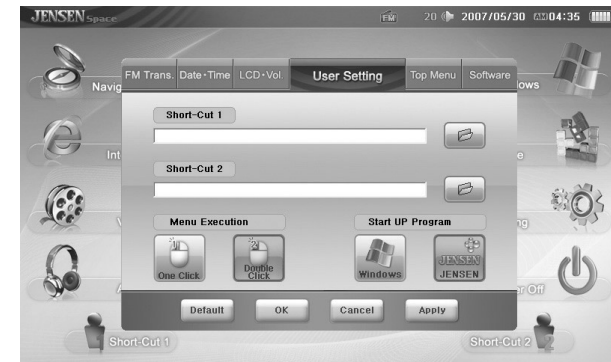 JENSEN Space FM 20 2007/05/30 AM 04:35
FM Trans. Date·Time LCD·Vol. User Setting Top Menu Software
Navig
ows
Short-Cut 1
Int
e
Short-Cut 2
V
ng
Menu Execution Start UP Program
One Click Double Click Windows JENSEN JENSEN
A
er Off
Default OK Cancel Apply
Short-Cut 1 Short-Cut 2